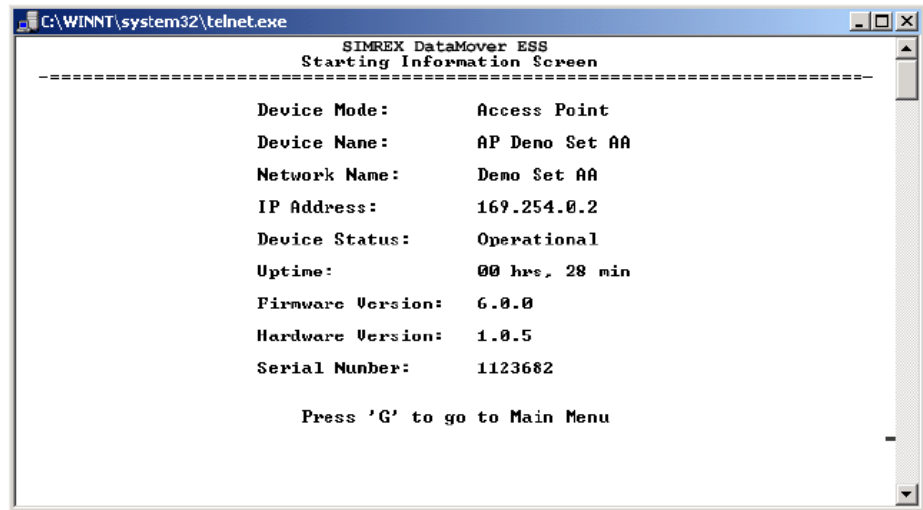 C:\WINNT\system32\telnet.exe
SIMREX DataMover ESS
Starting Information Screen
-==========================================================================-
Device Mode: Access Point
Device Name: AP Demo Set AA
Network Name: Demo Set AA
IP Address: 169.254.0.2
Device Status: Operational
Uptime: 00 hrs, 28 min
Firmware Version: 6.0.0
Hardware Version: 1.0.5
Serial Number: 1123682
Press 'G' to go to Main Menu